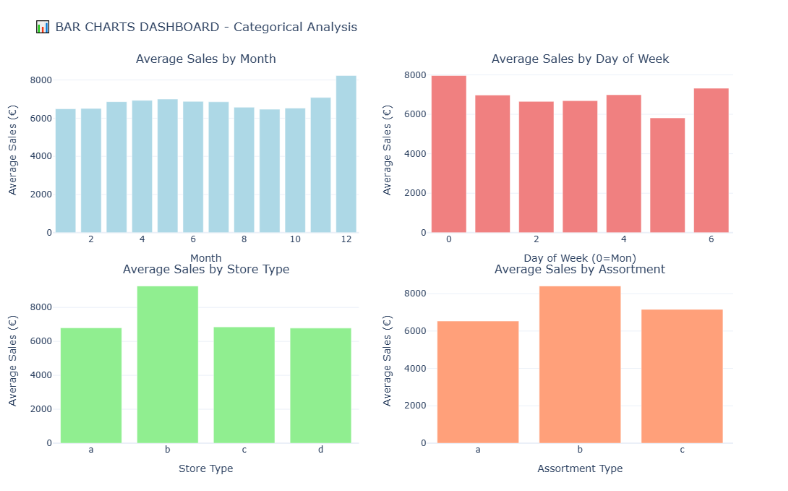 📊 BAR CHARTS DASHBOARD - Categorical Analysis
Average Sales by Month
Average Sales (€)
8000
6000
4000
2000
0
2 4 6 8 10 12
Month
Average Sales by Day of Week
Average Sales (€)
8000
6000
4000
2000
0
0 2 4 6
Day of Week (0=Mon)
Average Sales by Store Type
Average Sales (€)
8000
6000
4000
2000
0
a b c d
Store Type
Average Sales by Assortment
Average Sales (€)
8000
6000
4000
2000
0
a b c
Assortment Type